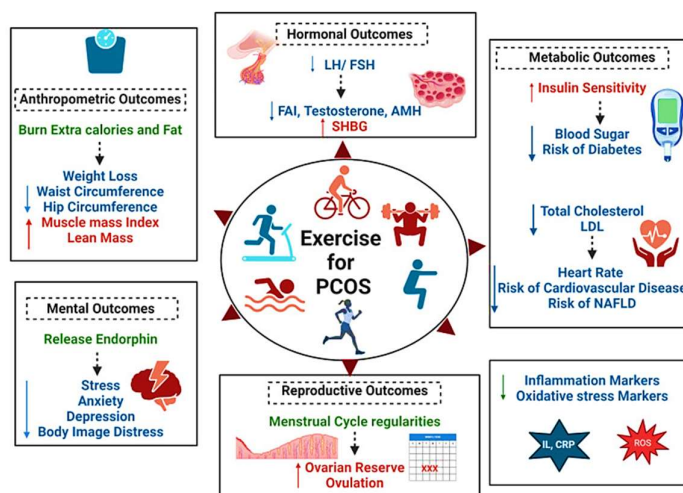 Hormonal Outcomes
LH/ FSH
FAI, Testosterone, AMH
SHBG
Anthropometric Outcomes
Burn Extra calories and Fat
Weight Loss
Waist Circumference
Hip Circumference
Muscle mass Index
Lean Mass
Metabolic Outcomes
Insulin Sensitivity
Blood Sugar
Risk of Diabetes
Total Cholesterol
LDL
Heart Rate
Risk of Cardiovascular Disease
Risk of NAFLD
Exercise
for
PCOS
Mental Outcomes
Release Endorphin
Stress
Anxiety
Depression
Body Image Distress
Reproductive Outcomes
Menstrual Cycle regularities
XXX
Ovarian Reserve
Ovulation
Inflammation Markers
Oxidative stress Markers
IL, CRP
ROS